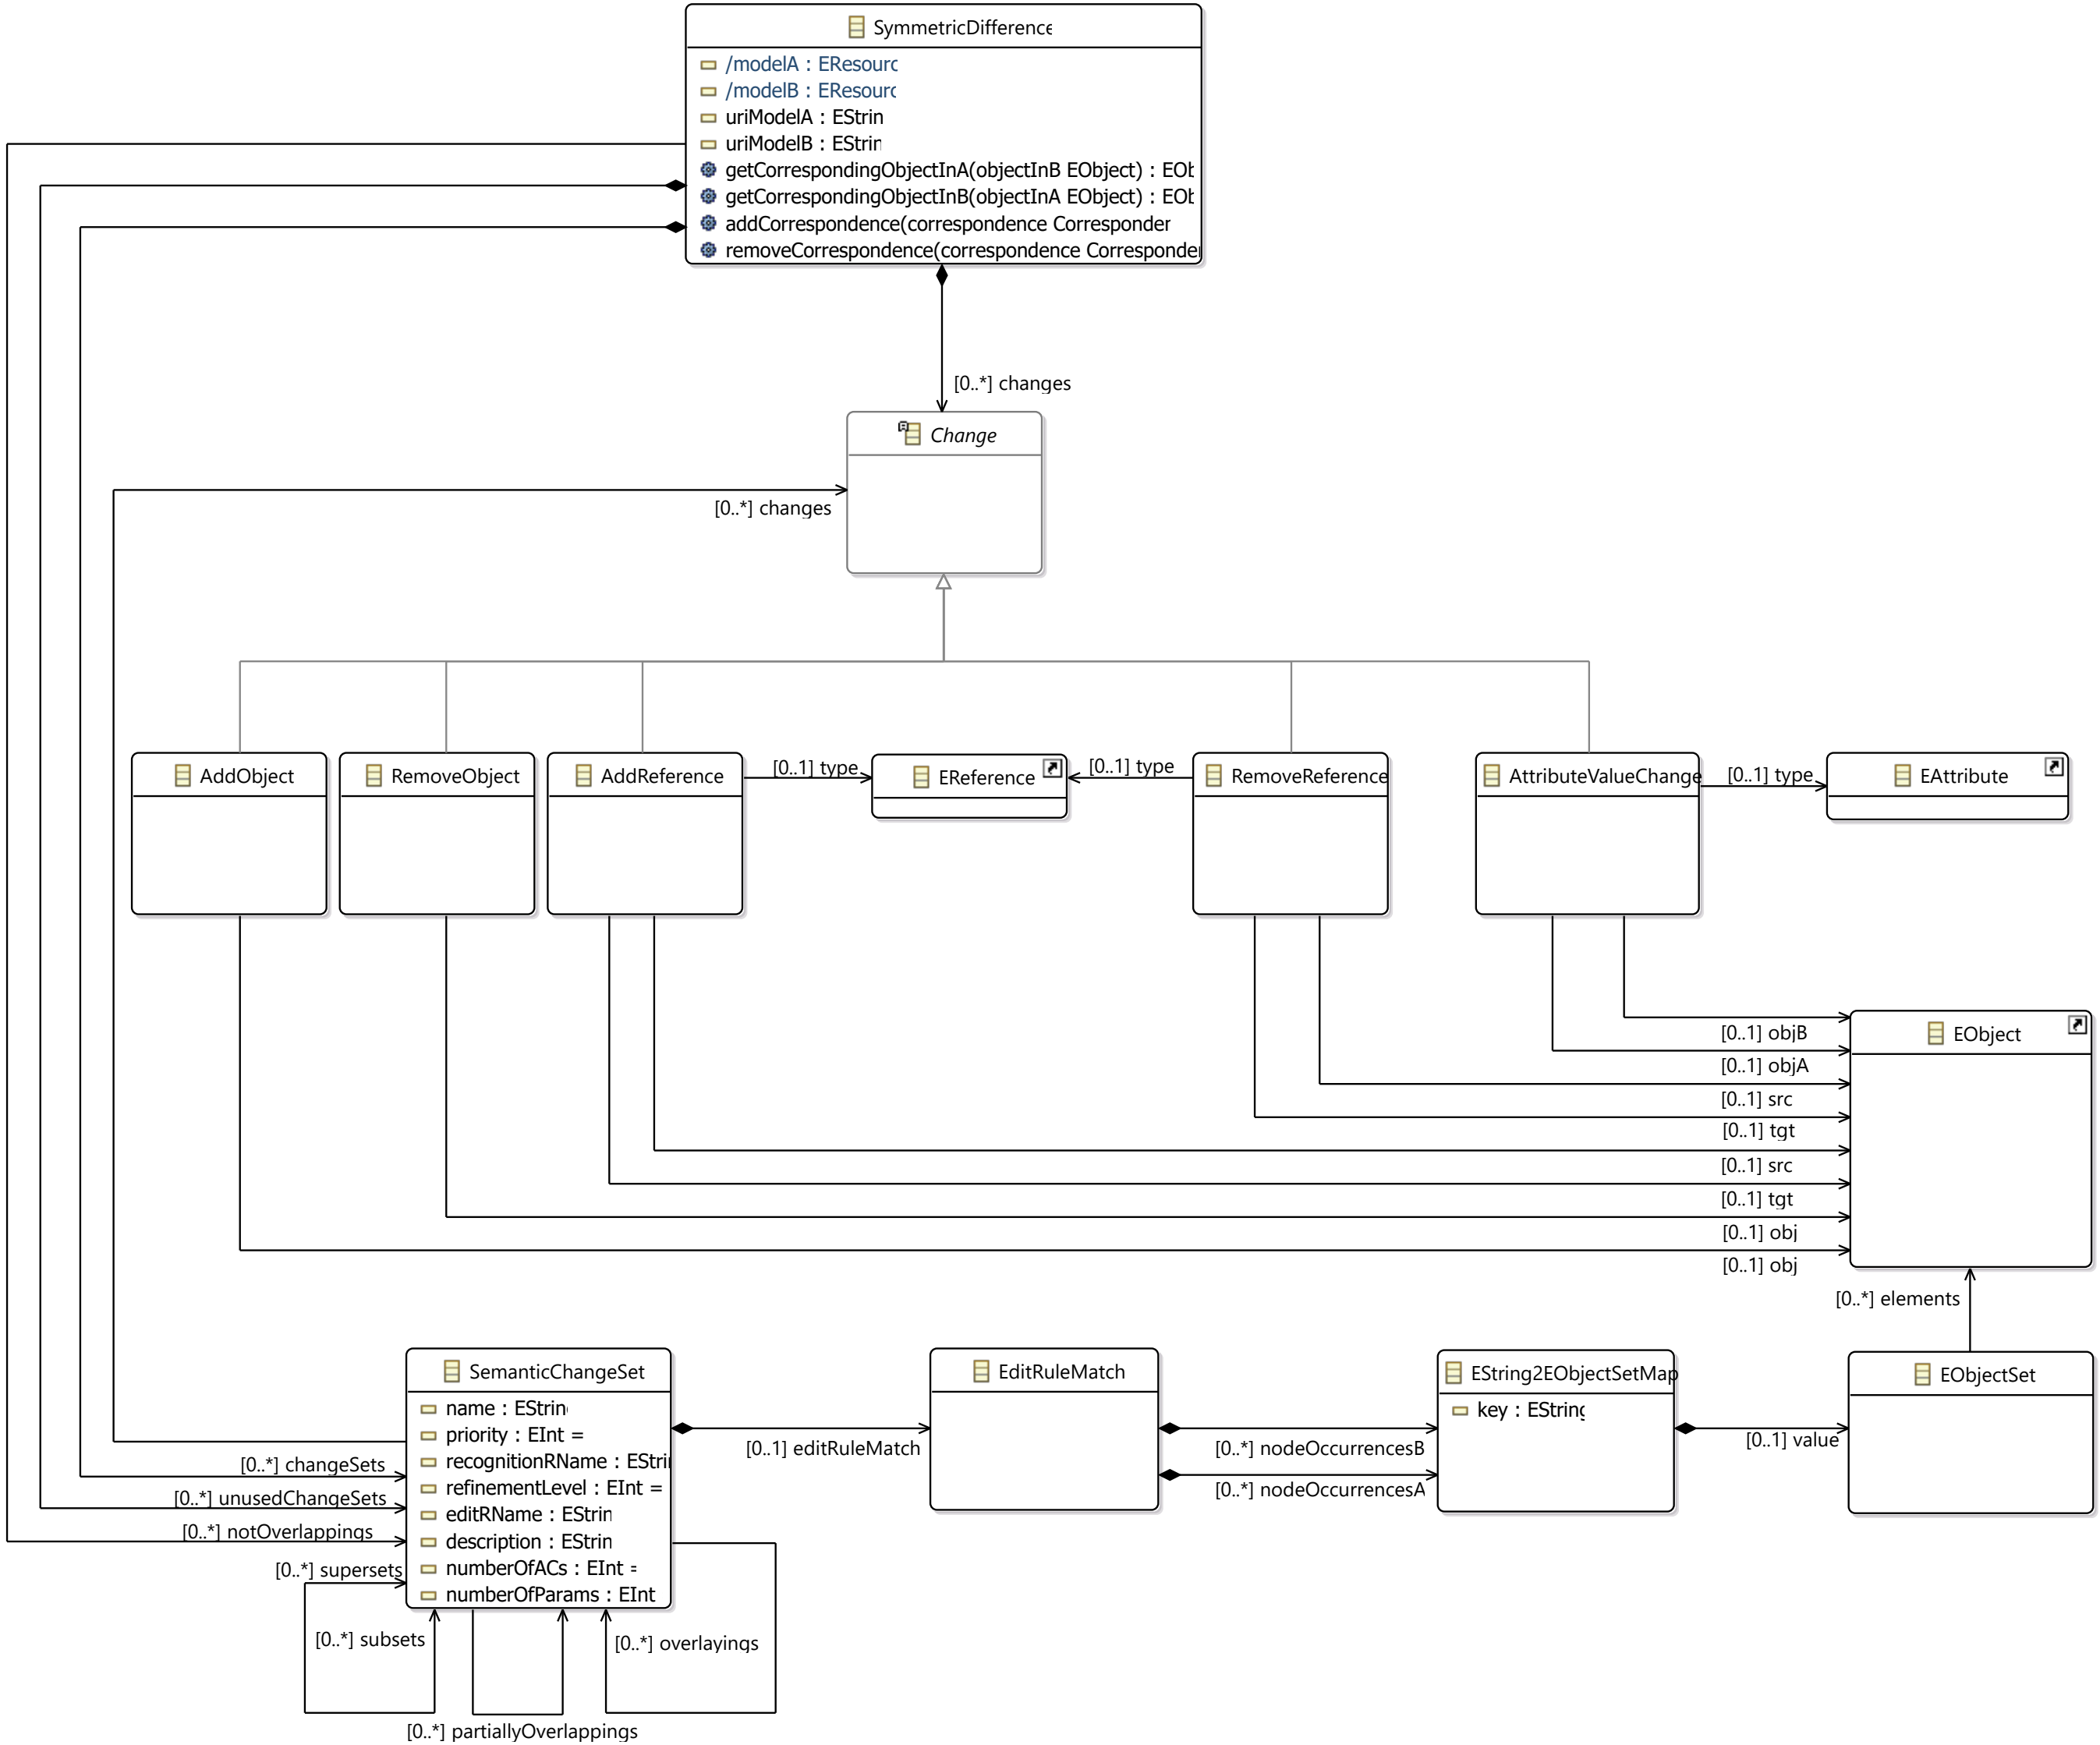 SymmetricDifference
/modelA : EResourc
/modelB : EResourc
uriModelA : EStrin
uriModelB : EStrin
getCorrespondingObjectInA(objectInB EObject) : EOb
getCorrespondingObjectInB(objectInA EObject) : EOb
addCorrespondence(correspondence Corresponder
removeCorrespondence(correspondence Corresponder
[0..*] changes
Change
[0..*] changes
AddObject
RemoveObject
AddReference
[0..1] type
EReference
[0..1] type
RemoveReference
AttributeValueChange
[0..1] type
EAttribute
[0..1] objB
EObject
[0..1] objA
[0..1] src
[0..1] tgt
[0..1] src
[0..1] tgt
[0..1] obj
[0..1] obj
[0..*] elements
SemanticChangeSet
name : EString
priority : EInt =
recognitionRName : EStrin
refinementLevel : EInt =
editRName : EStrin
description : EStrin
numberOfACs : EInt =
numberOfParams : EInt
[0..1] editRuleMatch
EditRuleMatch
[0..*] nodeOccurrencesB
[0..*] nodeOccurrencesA
EString2EObjectSetMap
key : EString
[0..1] value
EObjectSet
[0..*] changeSets
[0..*] unusedChangeSets
[0..*] notOverlappings
[0..*] supersets
[0..*] subsets
[0..*] overlayings
[0..*] partiallyOverlappings